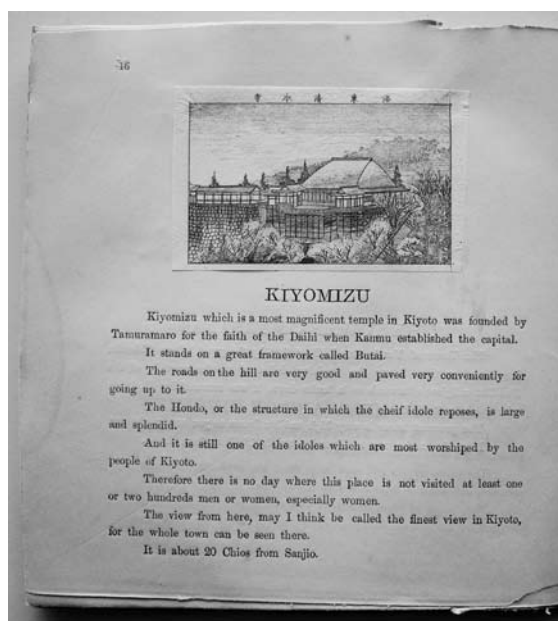 16
寺水清東洛
KIYOMIZU
Kiyomizu which is a most magnificent temple in Kiyoto was founded by
Tamuramaro for the faith of the Daihi when Kanmu established the capital.
It stands on a great framework called Butai.
The roads on the hill are very good and paved very conveniently for
going up to it.
The Hondo, or the structure in which the cheif idole reposes, is large
and splendid.
And it is still one of the idoles which are most worshiped by the
people of Kiyoto.
Therefore there is no day where this place is not visited at least one
or two hundreds men or women, especially women.
The view from here, may I think be called the finest view in Kiyoto,
for the whole town can be seen there.
It is about 20 Chios from Sanjio.